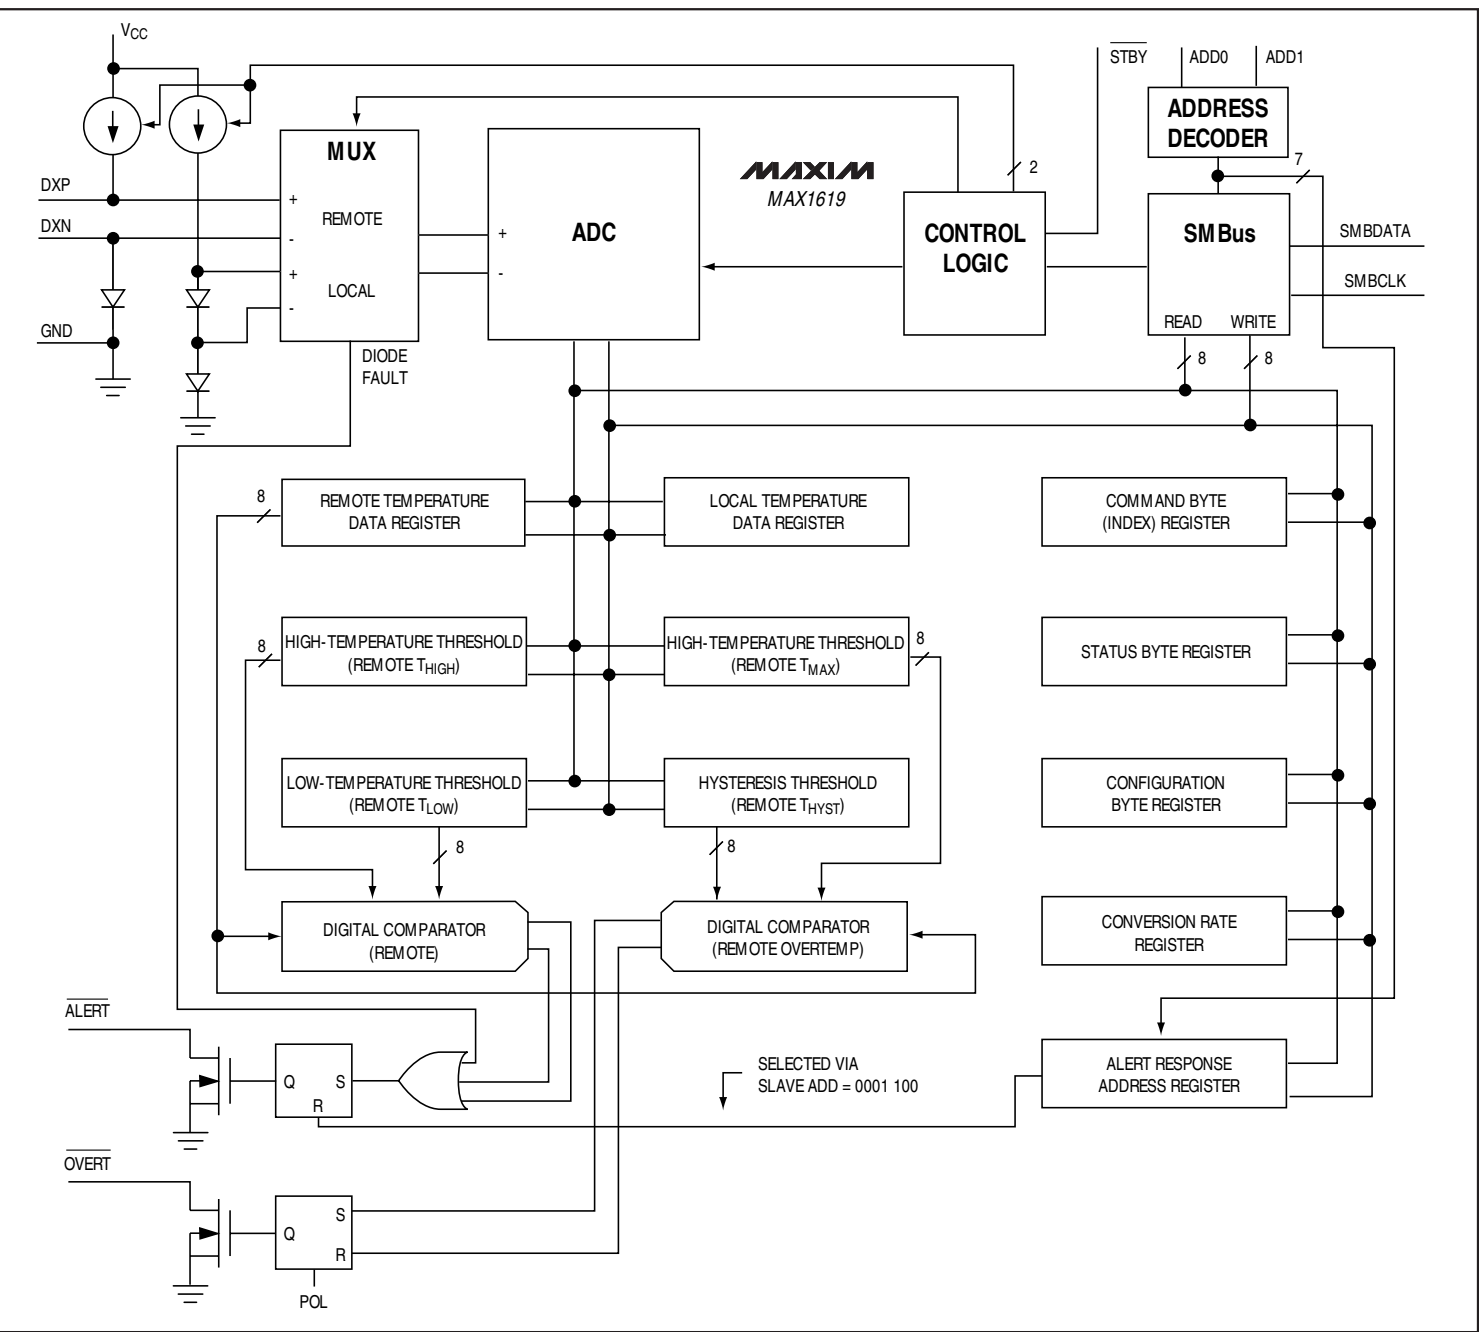 VCC
STBY
ADD0
ADD1
ADDRESS
DECODER
7
MUX
MAXIM
MAX1619
2
DXP
+
REMOTE
DXN
-
+
LOCAL
-
ADC
+
-
CONTROL
LOGIC
SMBus
SMBDATA
SMBCLK
READ
WRITE
GND
DIODE
FAULT
8
8
8
REMOTE TEMPERATURE
DATA REGISTER
LOCAL TEMPERATURE
DATA REGISTER
COMMAND BYTE
(INDEX) REGISTER
8
HIGH-TEMPERATURE THRESHOLD
(REMOTE THIGH)
HIGH-TEMPERATURE THRESHOLD
(REMOTE TMAX)
8
STATUS BYTE REGISTER
LOW-TEMPERATURE THRESHOLD
(REMOTE TLOW)
HYSTERESIS THRESHOLD
(REMOTE THYST)
CONFIGURATION
BYTE REGISTER
8
8
DIGITAL COMPARATOR
(REMOTE)
DIGITAL COMPARATOR
(REMOTE OVERTEMP)
CONVERSION RATE
REGISTER
ALERT
Q
S
R
SELECTED VIA
SLAVE ADD = 0001 100
ALERT RESPONSE
ADDRESS REGISTER
OVERT
Q
S
R
POL